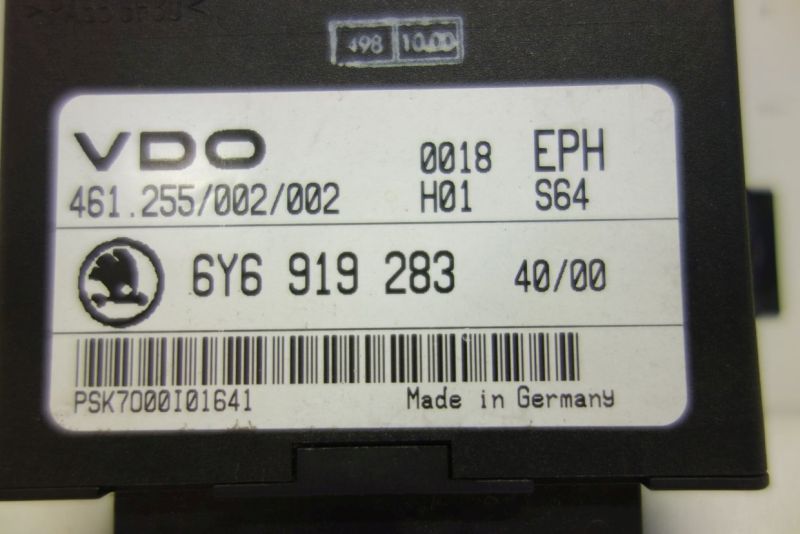 498 10.00
VDO 0018 EPH
461.255/002/002 H01 S64
6Y6 919 283 40/00
PSK7000I01641 Made in Germany